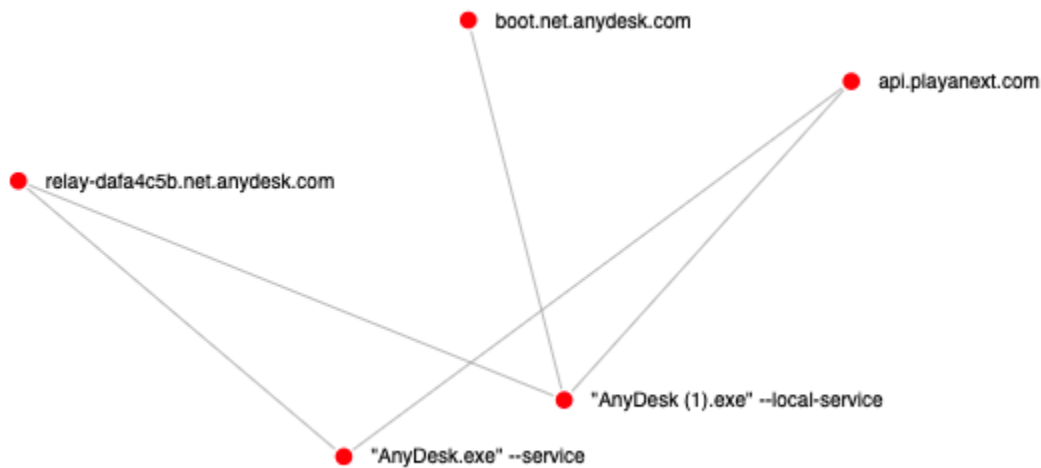 boot.net.anydesk.com
api.playanext.com
relay-dafa4c5b.net.anydesk.com
"AnyDesk (1).exe" --local-service
"AnyDesk.exe" --service